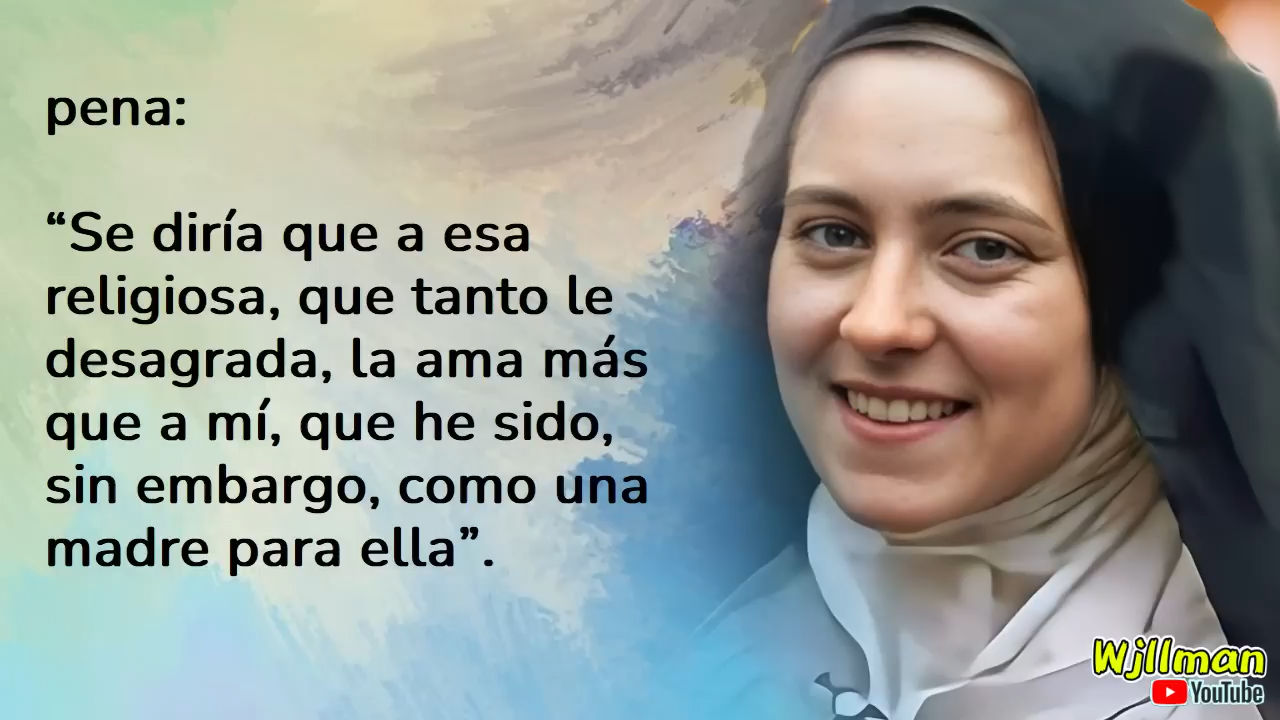 pena:
“Se diría que a esa
religiosa, que tanto le
desagrada, la ama más
que a mí, que he sido,
sin embargo, como una
madre para ella”.
Wjllman
YouTube